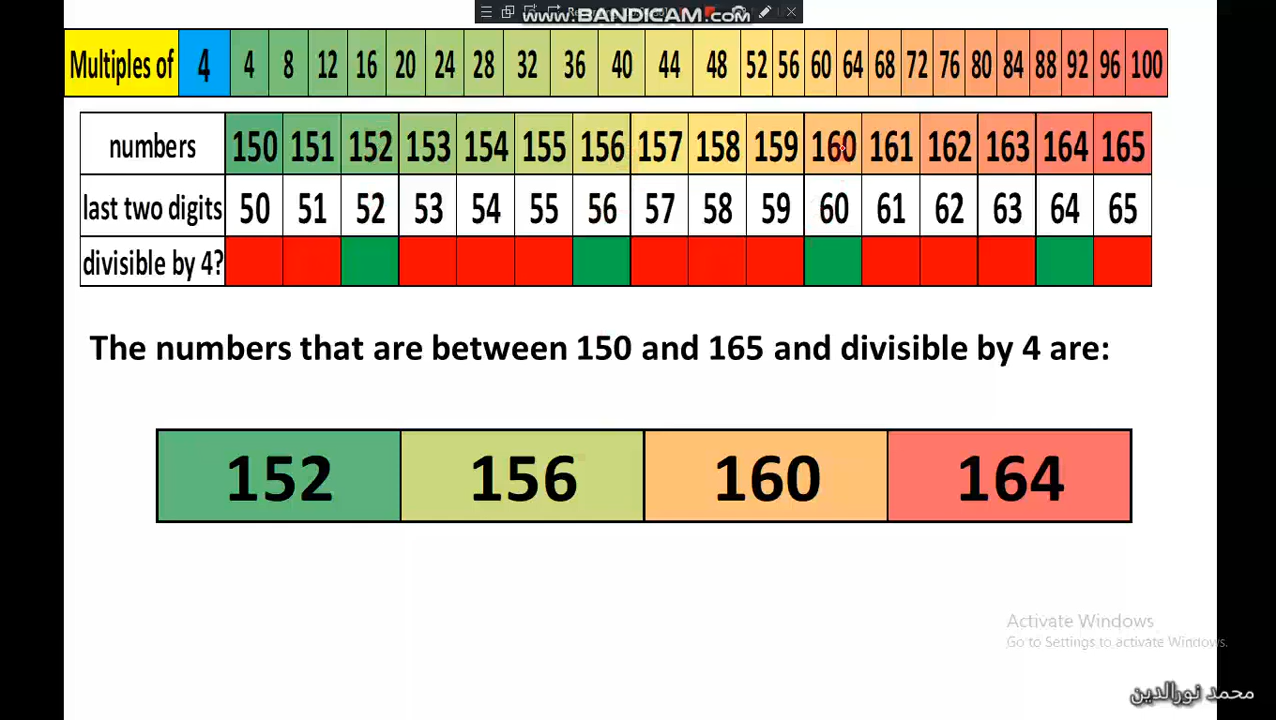 www.BANDICAM.com
Multiples of 4 4 8 12 16 20 24 28 32 36 40 44 48 52 56 60 64 68 72 76 80 84 88 92 96 100
numbers 150 151 152 153 154 155 156 157 158 159 160 161 162 163 164 165
last two digits 50 51 52 53 54 55 56 57 58 59 60 61 62 63 64 65
divisible by 4?
The numbers that are between 150 and 165 and divisible by 4 are:
152 156 160 164
Activate Windows
Go to Settings to activate Windows.
محمد نورالدين